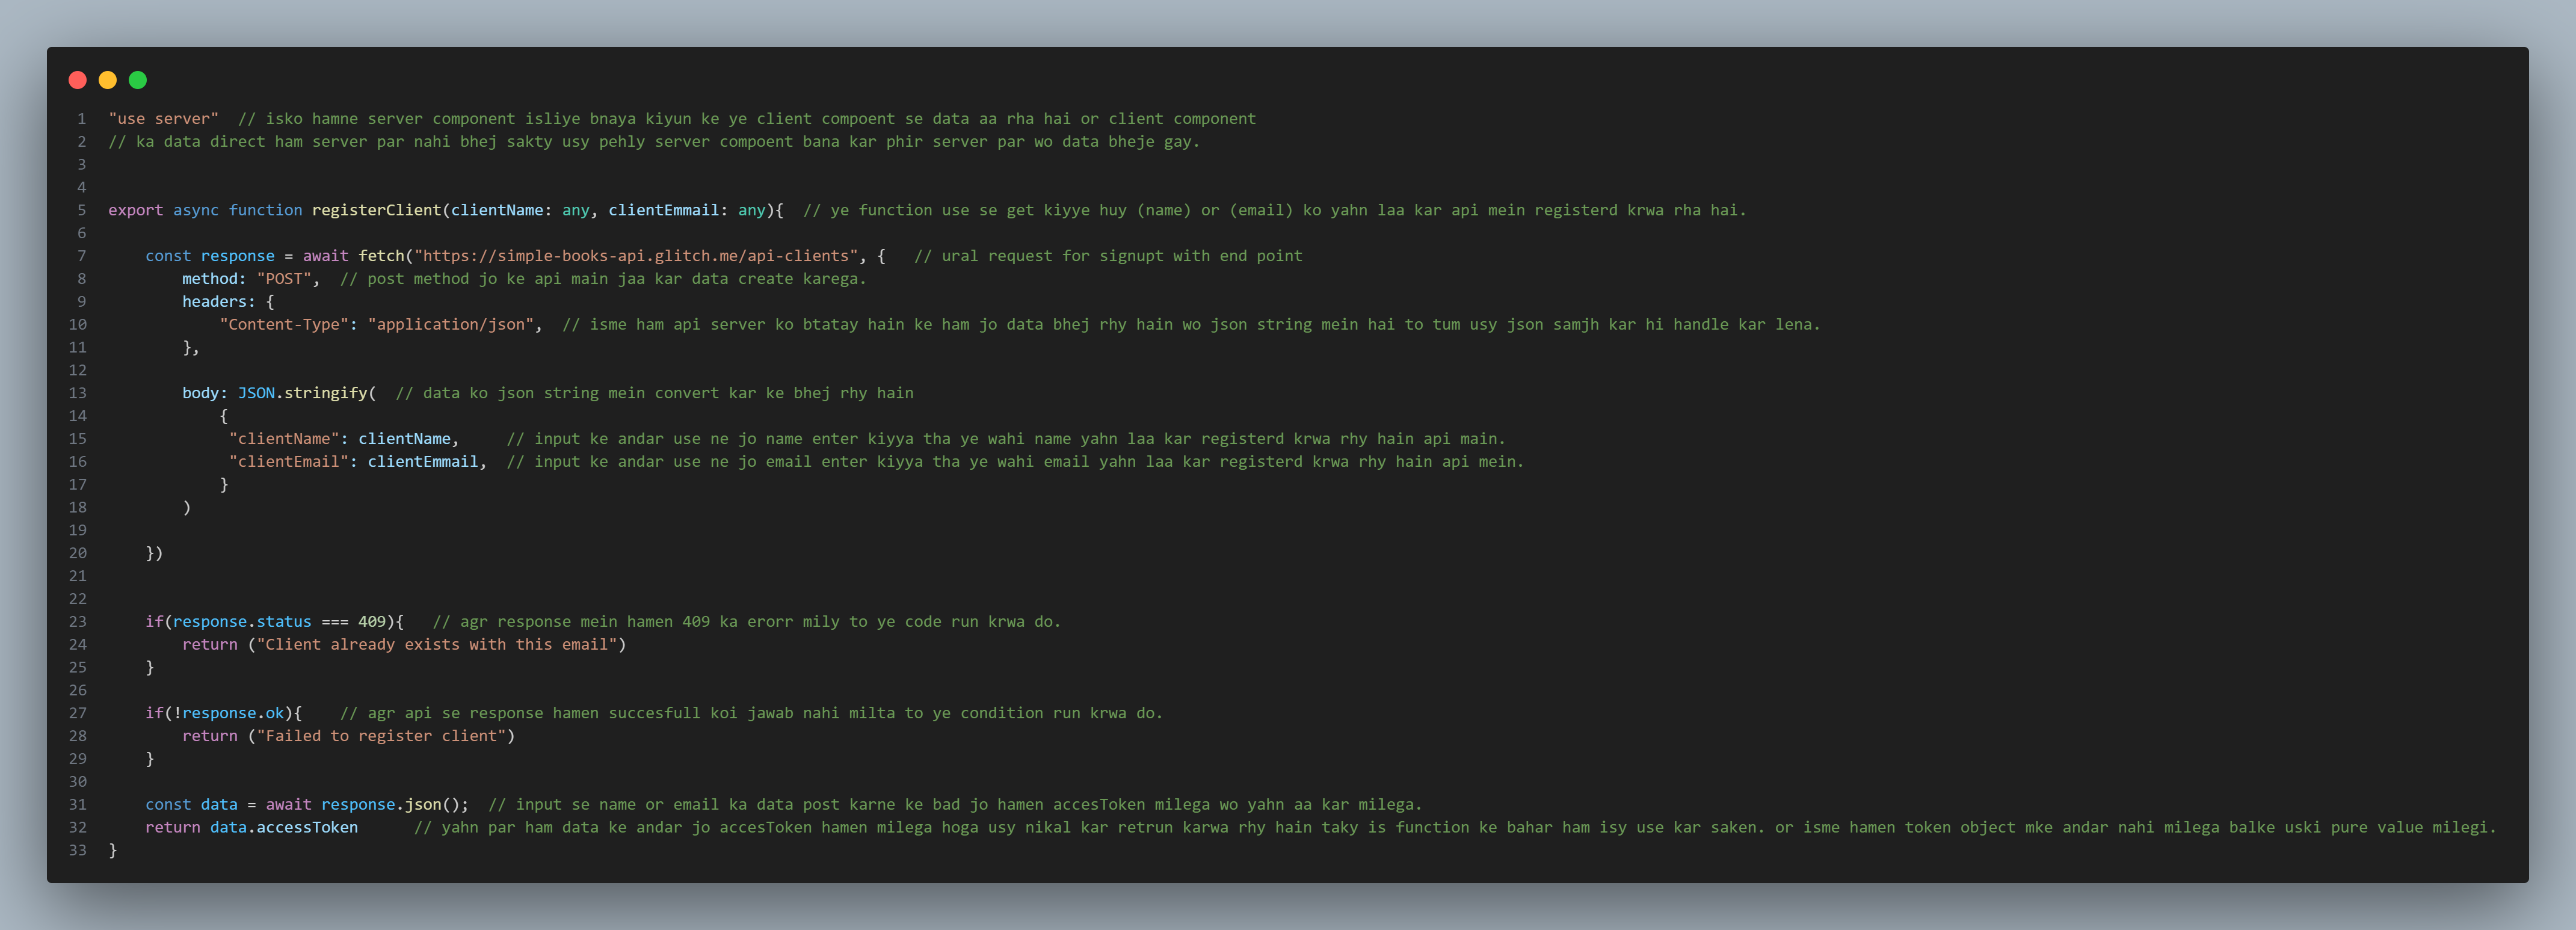 1 "use server"  // isko hamne server component isliye bnaya kiyun ke ye client compoent se data aa rha hai or client component
2 // ka data direct ham server par nahi bhej sakty usy pehly server compoent bana kar phir server par wo data bheje gay.
3
4
5 export async function registerClient(clientName: any, clientEmmail: any){  // ye function use se get kiyye huy (name) or (email) ko yahn laa kar api mein registerd krwa rha hai.
6
7     const response = await fetch("https://simple-books-api.glitch.me/api-clients", {   // ural request for signupt with end point
8         method: "POST",  // post method jo ke api main jaa kar data create karega.
9         headers: {
10             "Content-Type": "application/json",  // isme ham api server ko btatay hain ke ham jo data bhej rhy hain wo json string mein hai to tum usy json samjh kar hi handle kar lena.
11         },
12
13         body: JSON.stringify(  // data ko json string mein convert kar ke bhej rhy hain
14             {
15              "clientName": clientName,     // input ke andar use ne jo name enter kiyya tha ye wahi name yahn laa kar registerd krwa rhy hain api main.
16              "clientEmail": clientEmmail,  // input ke andar use ne jo email enter kiyya tha ye wahi email yahn laa kar registerd krwa rhy hain api mein.
17             }
18         )
19
20     })
21
22
23     if(response.status === 409){   // agr response mein hamen 409 ka erorr mily to ye code run krwa do.
24         return ("Client already exists with this email")
25     }
26
27     if(!response.ok){    // agr api se response hamen succesfull koi jawab nahi milta to ye condition run krwa do.
28         return ("Failed to register client")
29     }
30
31     const data = await response.json();  // input se name or email ka data post karne ke bad jo hamen accesToken milega wo yahn aa kar milega.
32     return data.accessToken      // yahn par ham data ke andar jo accesToken hamen milega hoga usy nikal kar retrun karwa rhy hain taky is function ke bahar ham isy use kar saken. or isme hamen token object mke andar nahi milega balke uski pure value milegi.
33 }